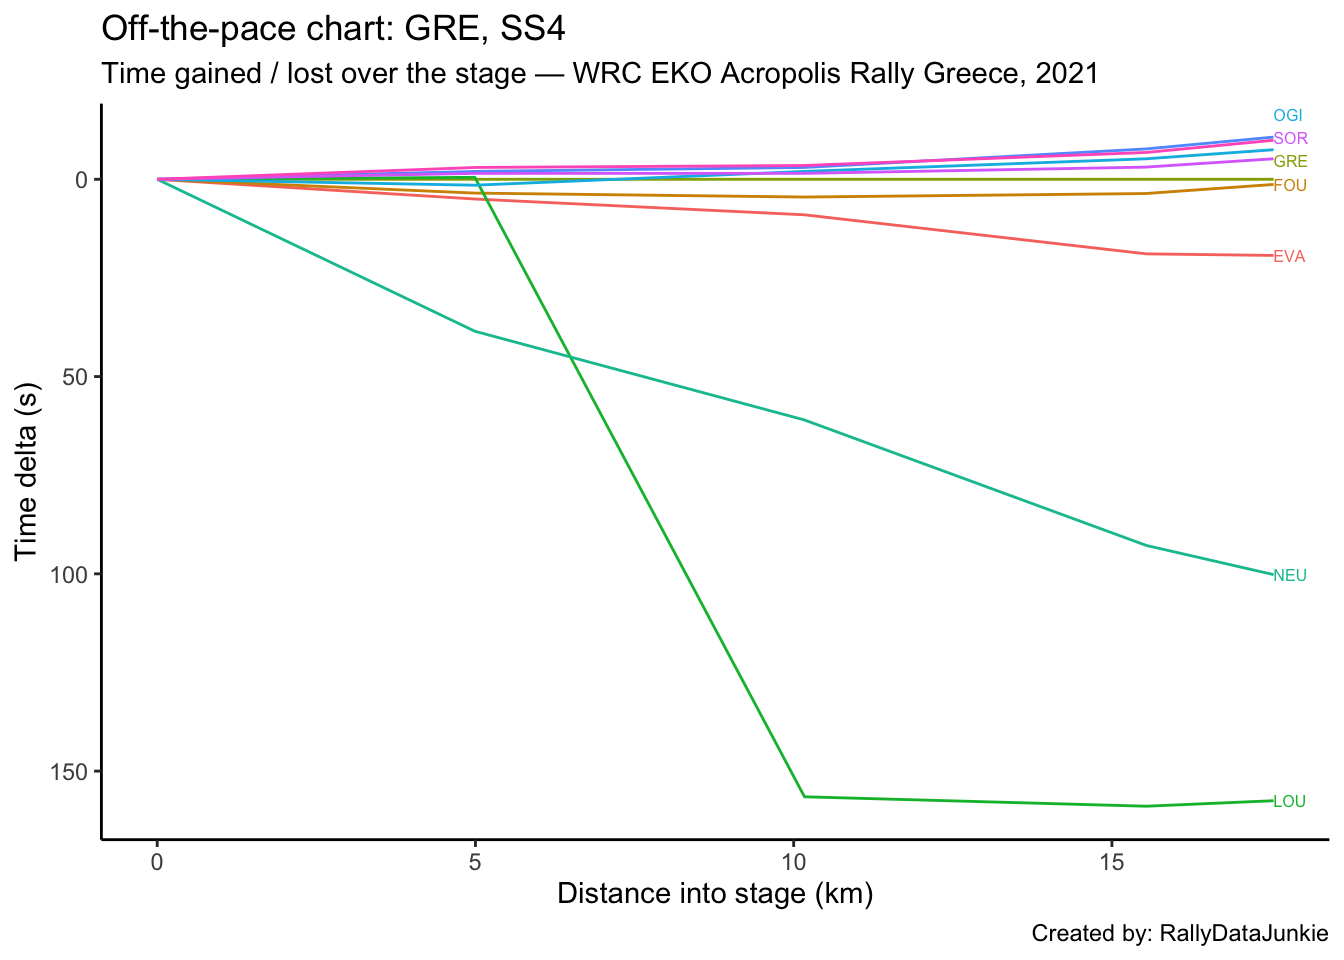 Off-the-pace chart: GRE, SS4
Time gained / lost over the stage — WRC EKO Acropolis Rally Greece, 2021
OGI
SOR
GRE
FOU
EVA
NEU
LOU
0
50
100
150
Time delta (s)
0 5 10 15
Distance into stage (km)
Created by: RallyDataJunkie